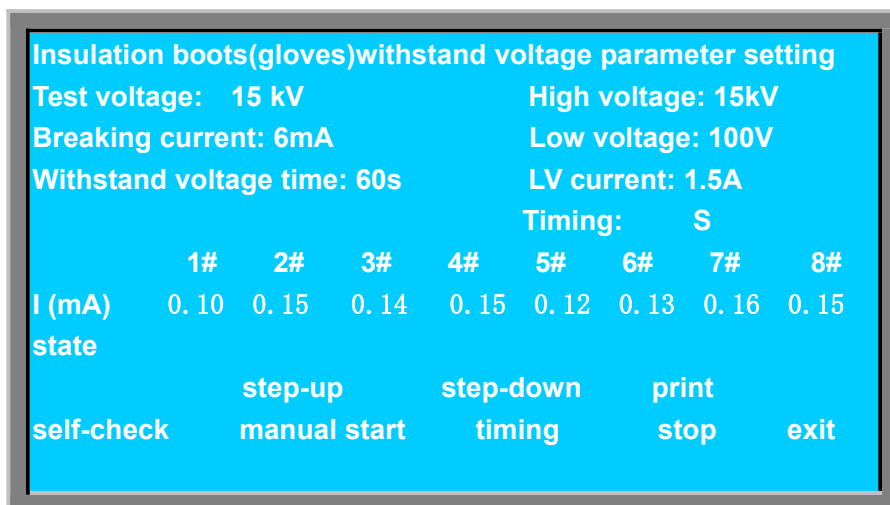 Insulation boots(gloves)withstand voltage parameter setting
Test voltage: 15 kV High voltage: 15kV
Breaking current: 6mA Low voltage: 100V
Withstand voltage time: 60s LV current: 1.5A
Timing: S
1# 2# 3# 4# 5# 6# 7# 8#
I (mA) 0.10 0.15 0.14 0.15 0.12 0.13 0.16 0.15
state
step-up step-down print
self-check manual start timing stop exit